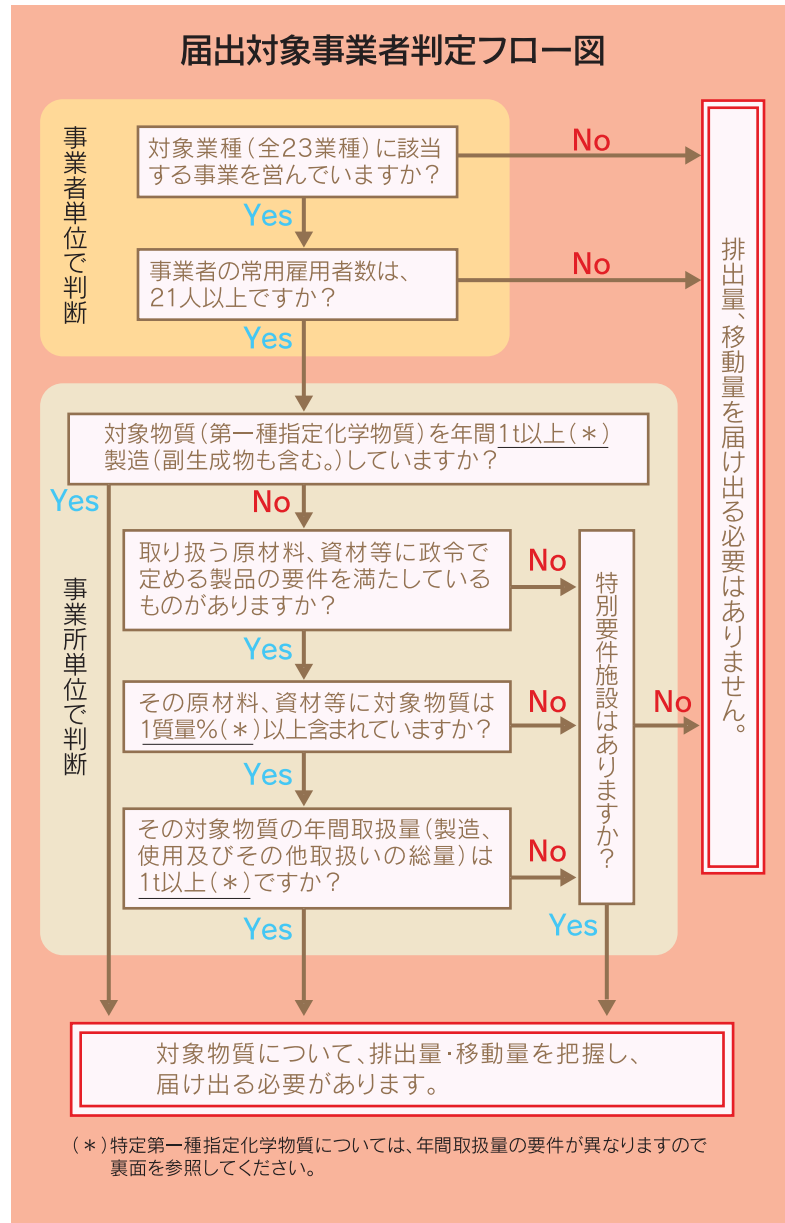 届出対象事業者判定フロー図
事業者単位で判断
対象業種（全23業種）に該当
する事業を営んでいますか？
No
Yes
事業者の常用雇用者数は、
21人以上ですか？
No
Yes
排出量、移動量を届け出る必要はありません。
事業所単位で判断
対象物質（第一種指定化学物質）を年間1t以上（＊）
製造（副生成物も含む。）していますか？
Yes
No
取り扱う原材料、資材等に政令で
定める製品の要件を満たしている
ものがありますか？
No
Yes
その原材料、資材等に対象物質は
1質量%（＊）以上含まれていますか？
No
Yes
その対象物質の年間取扱量（製造、
使用及びその他取扱いの総量）は
1t以上（＊）ですか？
No
Yes
特別要件施設はありますか？
No
Yes
対象物質について、排出量・移動量を把握し、
届け出る必要があります。
（＊）特定第一種指定化学物質については、年間取扱量の要件が異なりますので
裏面を参照してください。